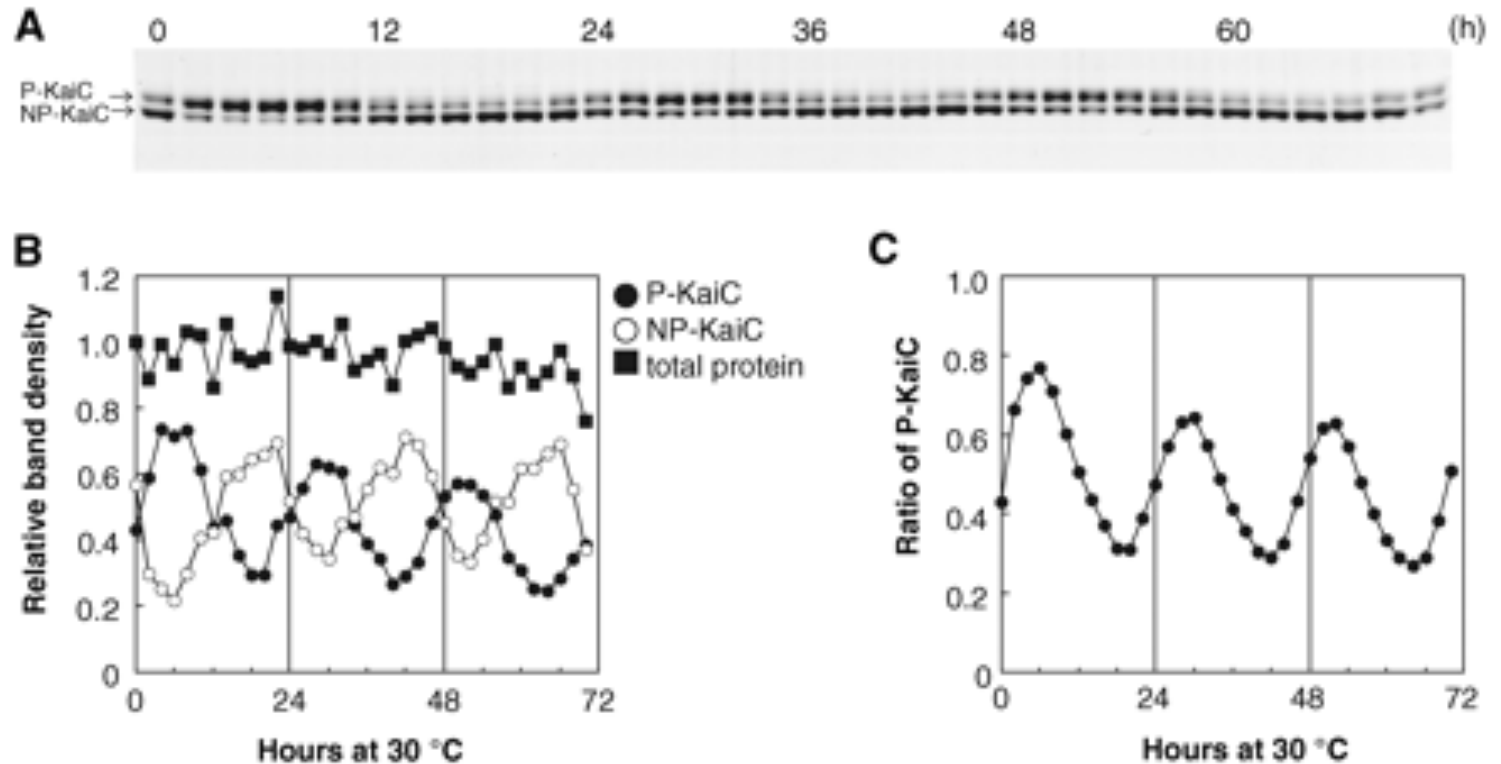 A
0 12 24 36 48 60 (h)
P-KaiC →
NP-KaiC →
B
Relative band density
1.2
1.0
0.8
0.6
0.4
0.2
0
0 24 48 72
Hours at 30 °C
P-KaiC
NP-KaiC
total protein
C
Ratio of P-KaiC
1.0
0.8
0.6
0.4
0.2
0
0 24 48 72
Hours at 30 °C